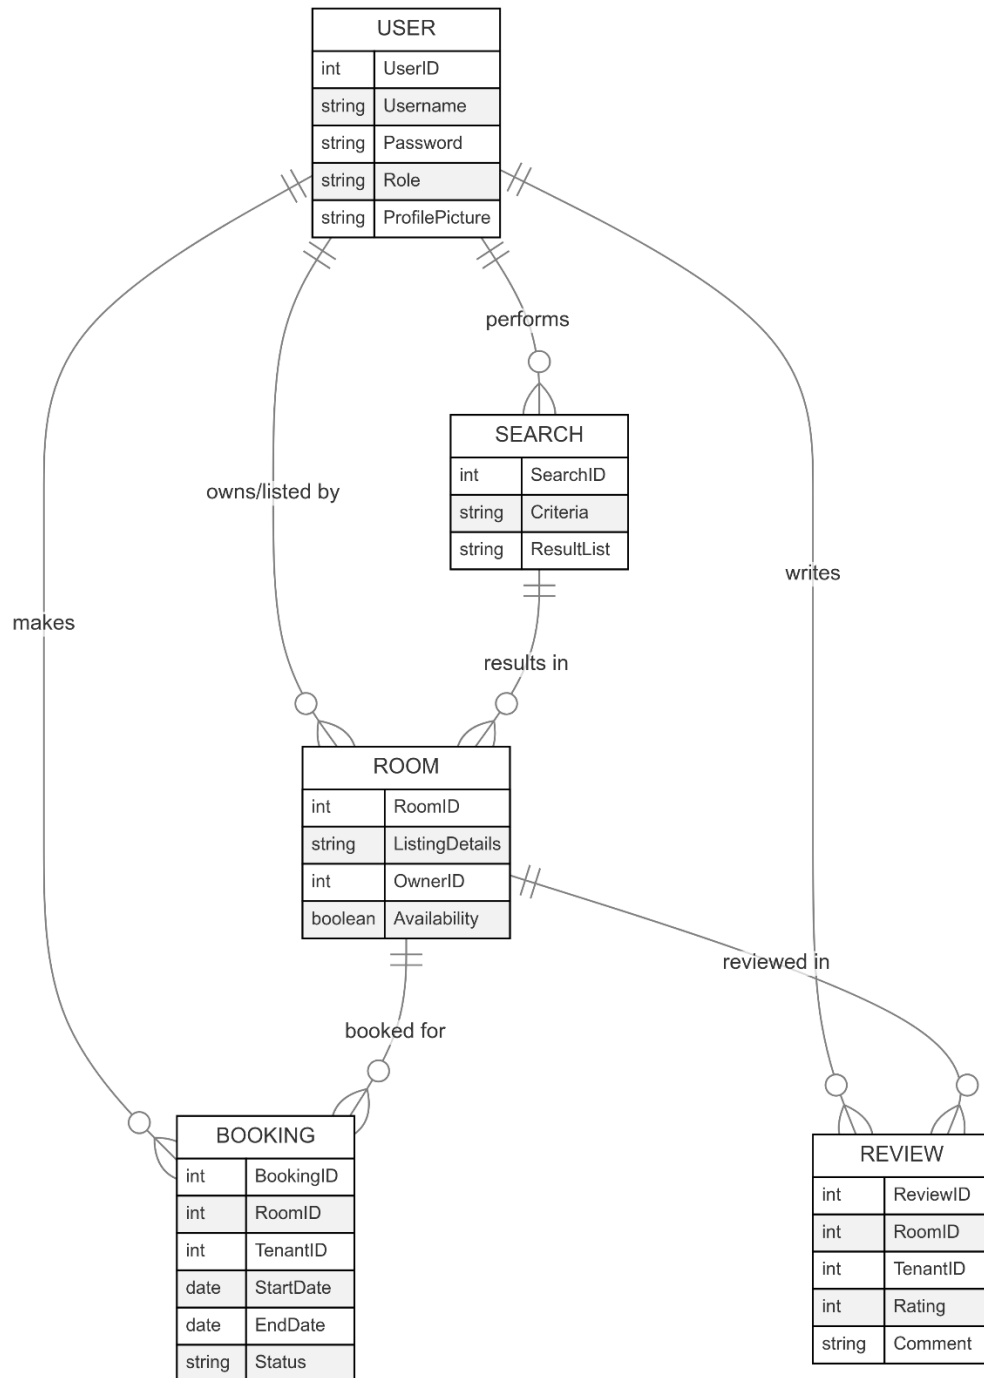 USER
int UserID
string Username
string Password
string Role
string ProfilePicture
performs
SEARCH
int SearchID
string Criteria
string ResultList
owns/listed by
writes
makes
results in
ROOM
int RoomID
string ListingDetails
int OwnerID
boolean Availability
reviewed in
booked for
BOOKING
int BookingID
int RoomID
int TenantID
date StartDate
date EndDate
string Status
REVIEW
int ReviewID
int RoomID
int TenantID
int Rating
string Comment